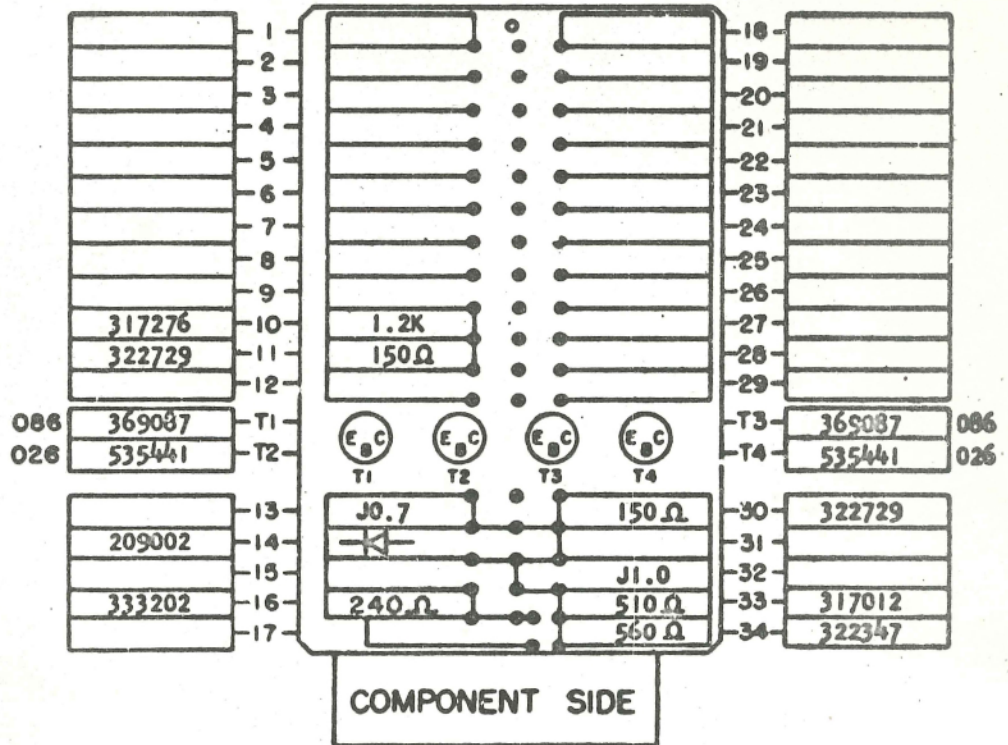 1 18
2 19
3 20
4 21
5 22
6 23
7 24
8 25
9 26
317276 10 1.2K 27
322729 11 150Ω 28
12 29
086 369087 T1 E B C E B C E B C E B C T3 369087 086
026 535441 T2 T1 T2 T3 T4 T4 535441 026
13 J0.7 150Ω 30 322729
209002 14 31
15 J1.0 32
333202 16 240Ω 510Ω 33 317012
17 560Ω 34 322347
COMPONENT SIDE